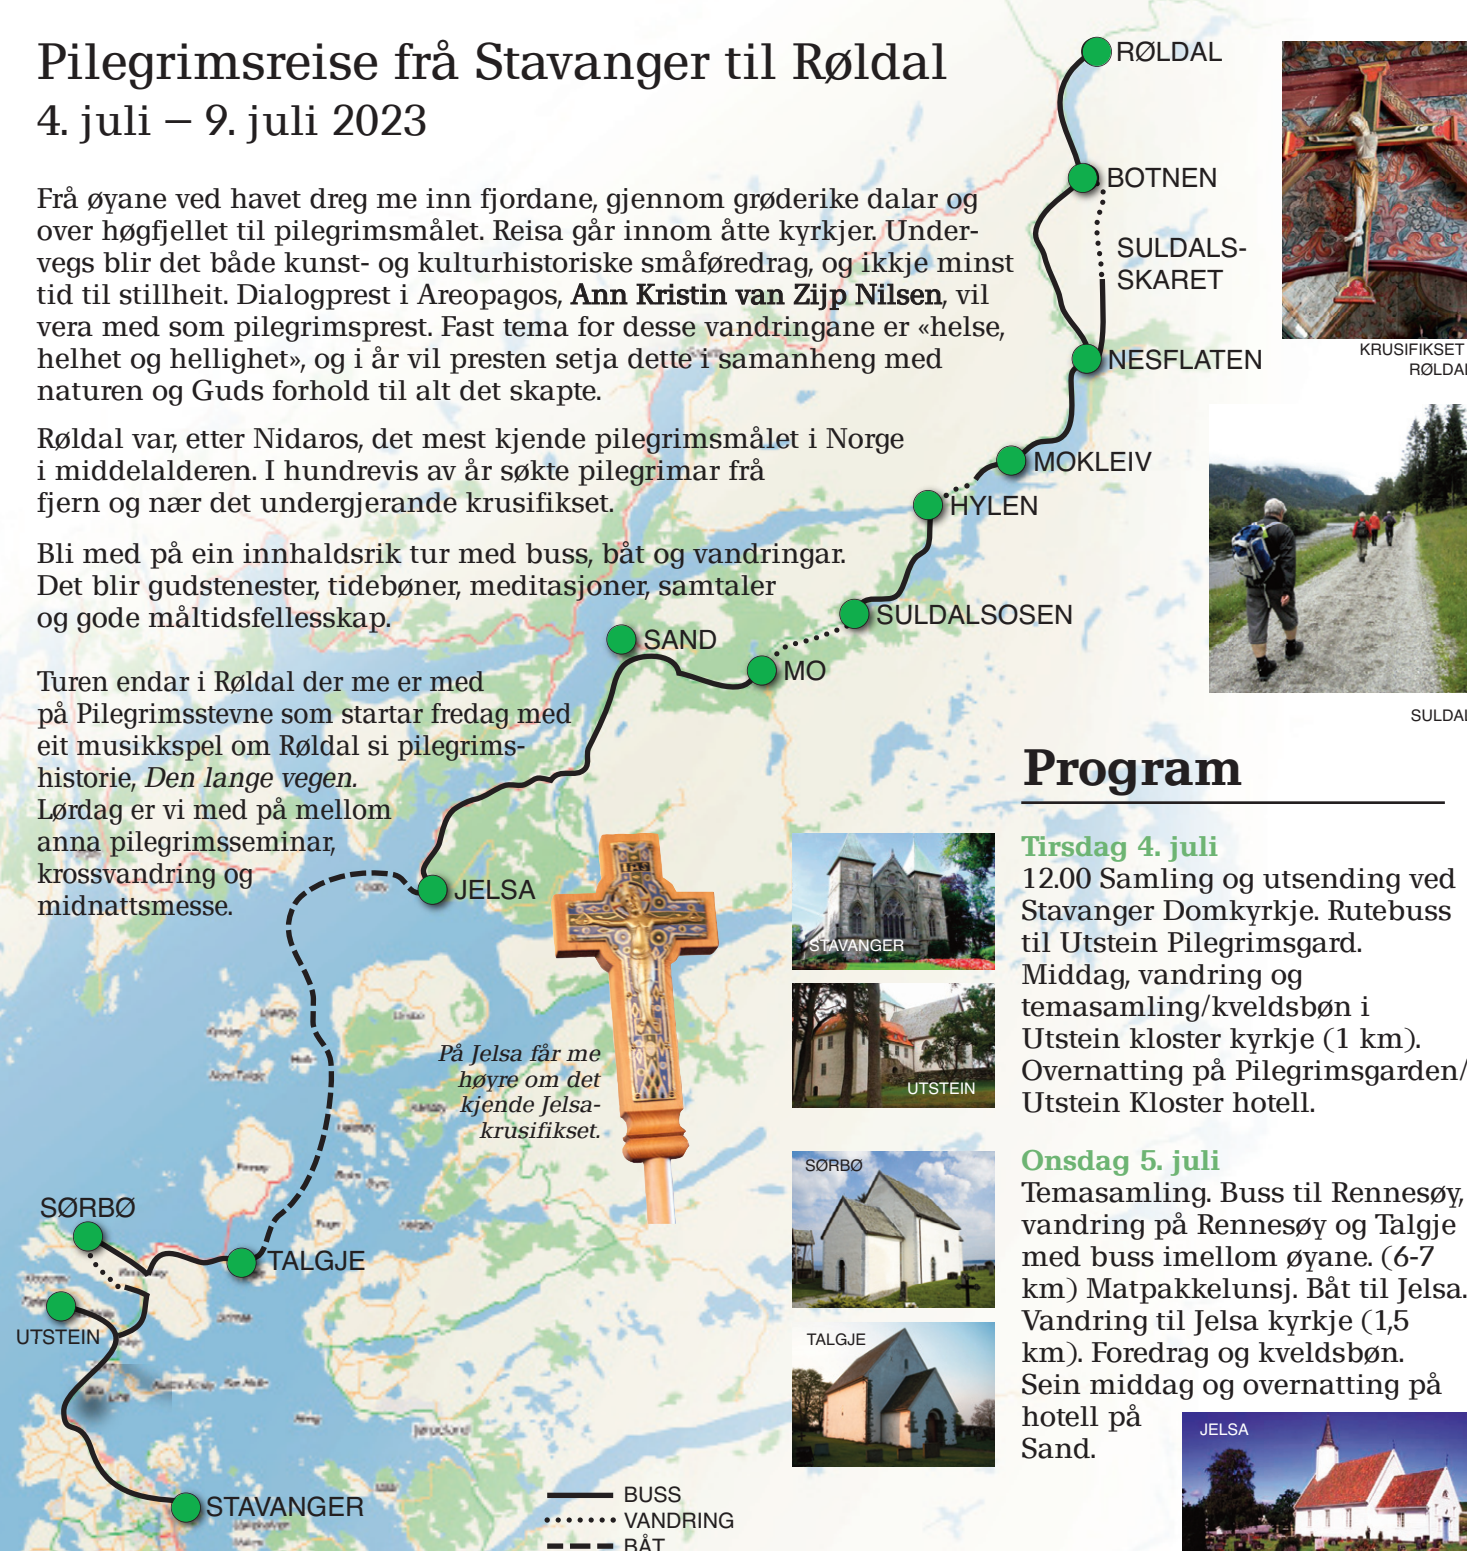 Pilegrimsreise frå Stavanger til Røldal
4. juli – 9. juli 2023
Frå øyane ved havet dreg me inn fjordane, gjennom grøderike dalar og
over høgfjellet til pilegrimsmålet. Reisa går innom åtte kyrkjer. Under-
vegs blir det både kunst- og kulturhistoriske småføredrag, og ikkje minst
tid til stillheit. Dialogprest i Areopagos, Ann Kristin van Zijp Nilsen, vil
vera med som pilegrimsprest. Fast tema for desse vandringane er «helse,
helhet og hellighet», og i år vil presten setja dette i samanheng med
naturen og Guds forhold til alt det skapte.
Røldal var, etter Nidaros, det mest kjende pilegrimsmålet i Norge
i middelalderen. I hundrevis av år søkte pilegrimar frå
fjern og nær det undergjerande krusifikset.
Bli med på ein innhaldsrik tur med buss, båt og vandringar.
Det blir gudstenester, tidebøner, meditasjoner, samtaler
og gode måltidsfellesskap.
Turen endar i Røldal der me er med
på Pilegrimsstevne som startar fredag med
eit musikkspel om Røldal si pilegrims-
historie, Den lange vegen.
Lørdag er vi med på mellom
anna pilegrimsseminar,
krossvandring og
midnattsmesse.
RØLDAL
BOTNEN
SULDALS-
SKARET
NESFLATEN
MOKLEIV
HYLEN
SULDALSOSEN
SAND
MO
JELSA
På Jelsa får me
høyre om det
kjende Jelsa-
krusifikset.
SØRBØ
TALGJE
UTSTEIN
STAVANGER
BUSS
VANDRING
BÅT
KRUSIFIKSET
RØLDAL
SULDAL
STAVANGER
UTSTEIN
SØRBØ
TALGJE
Program
Tirsdag 4. juli
12.00 Samling og utsending ved
Stavanger Domkyrkje. Rutebuss
til Utstein Pilegrimsgard.
Middag, vandring og
temasamling/kveldsbøn i
Utstein kloster kyrkje (1 km).
Overnatting på Pilegrimsgarden/
Utstein Kloster hotell.
Onsdag 5. juli
Temasamling. Buss til Rennesøy,
vandring på Rennesøy og Talgje
med buss imellom øyane. (6-7
km) Matpakkelunsj. Båt til Jelsa.
Vandring til Jelsa kyrkje (1,5
km). Foredrag og kveldsbøn.
Sein middag og overnatting på
hotell på
Sand.
JELSA